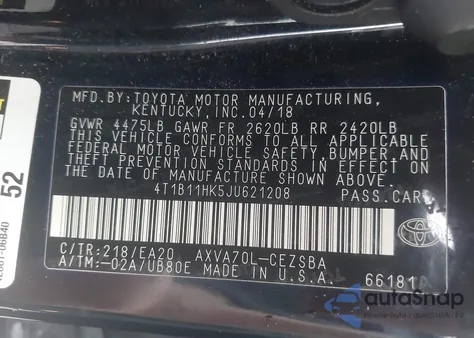 MFD.BY:TOYOTA MOTOR MANUFACTURING,
KENTUCKY,INC.04/18
GVWR 4475LB GAWR FR 2620LB RR 2420LB
THIS VEHICLE CONFORMS TO ALL APPLICABLE
FEDERAL MOTOR VEHICLE SAFETY,BUMPER,AND
THEFT PREVENTION STANDARDS IN EFFECT ON
THE DATE OF MANUFACTURE SHOWN ABOVE.
4T1B11HK5JU621208 PASS.CAR
C/TR:218/EA20 AXVA70L-CEZSBA
A/TM:-02A/UB80E MADE IN U.S.A. 66181A
52
autoSnap